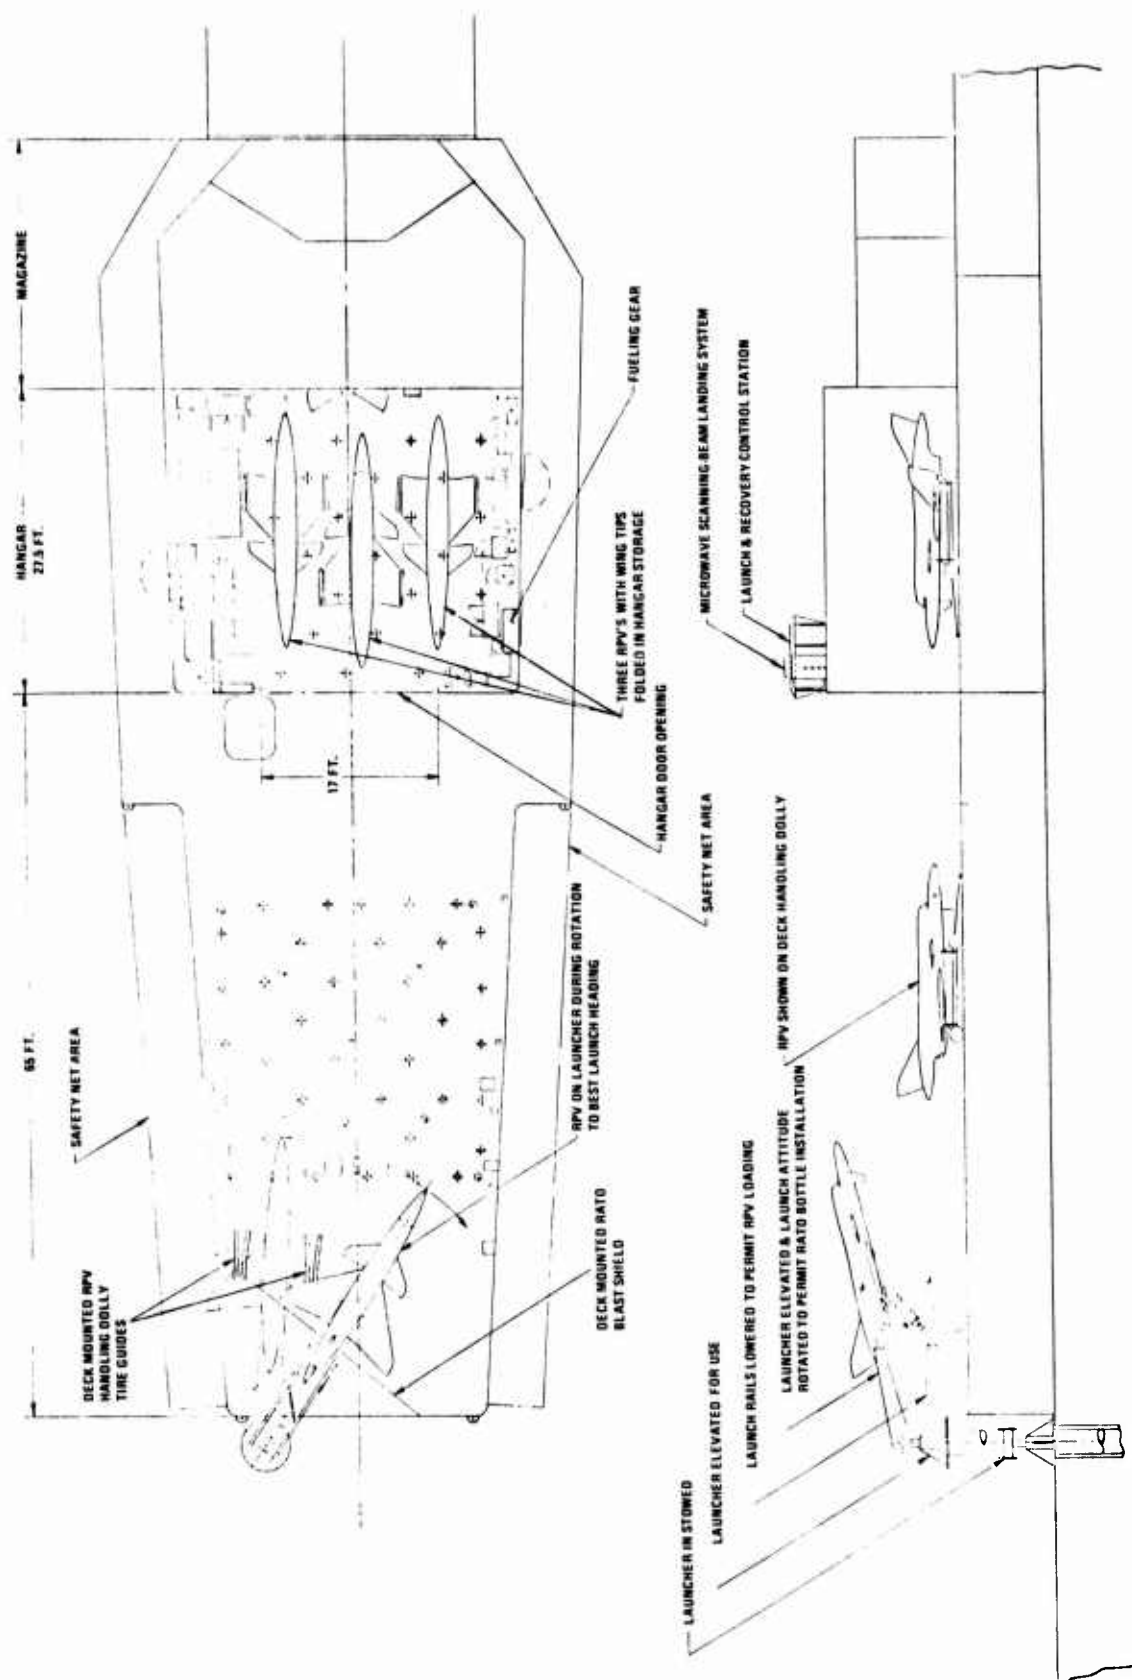 65 FT.
HANGAR
27.5 FT.
MAGAZINE
SAFETY NET AREA
DECK MOUNTED RPV
HANDLING DOLLY
TIRE GUIDES
17 FT.
RPV ON LAUNCHER DURING ROTATION
TO BEST LAUNCH HEADING
DECK MOUNTED RATO
BLAST SHIELD
FUELING GEAR
THREE RPV'S WITH WING TIPS
FOLDED IN HANGAR STORAGE
HANGAR DOOR OPENING
SAFETY NET AREA
MICROWAVE SCANNING-BEAM LANDING SYSTEM
LAUNCH & RECOVERY CONTROL STATION
RPV SHOWN ON DECK HANDLING DOLLY
LAUNCHER ELEVATED & LAUNCH ATTITUDE
ROTATED TO PERMIT RATO BOTTLE INSTALLATION
LAUNCH RAILS LOWERED TO PERMIT RPV LOADING
LAUNCHER ELEVATED FOR USE
LAUNCHER IN STOWED